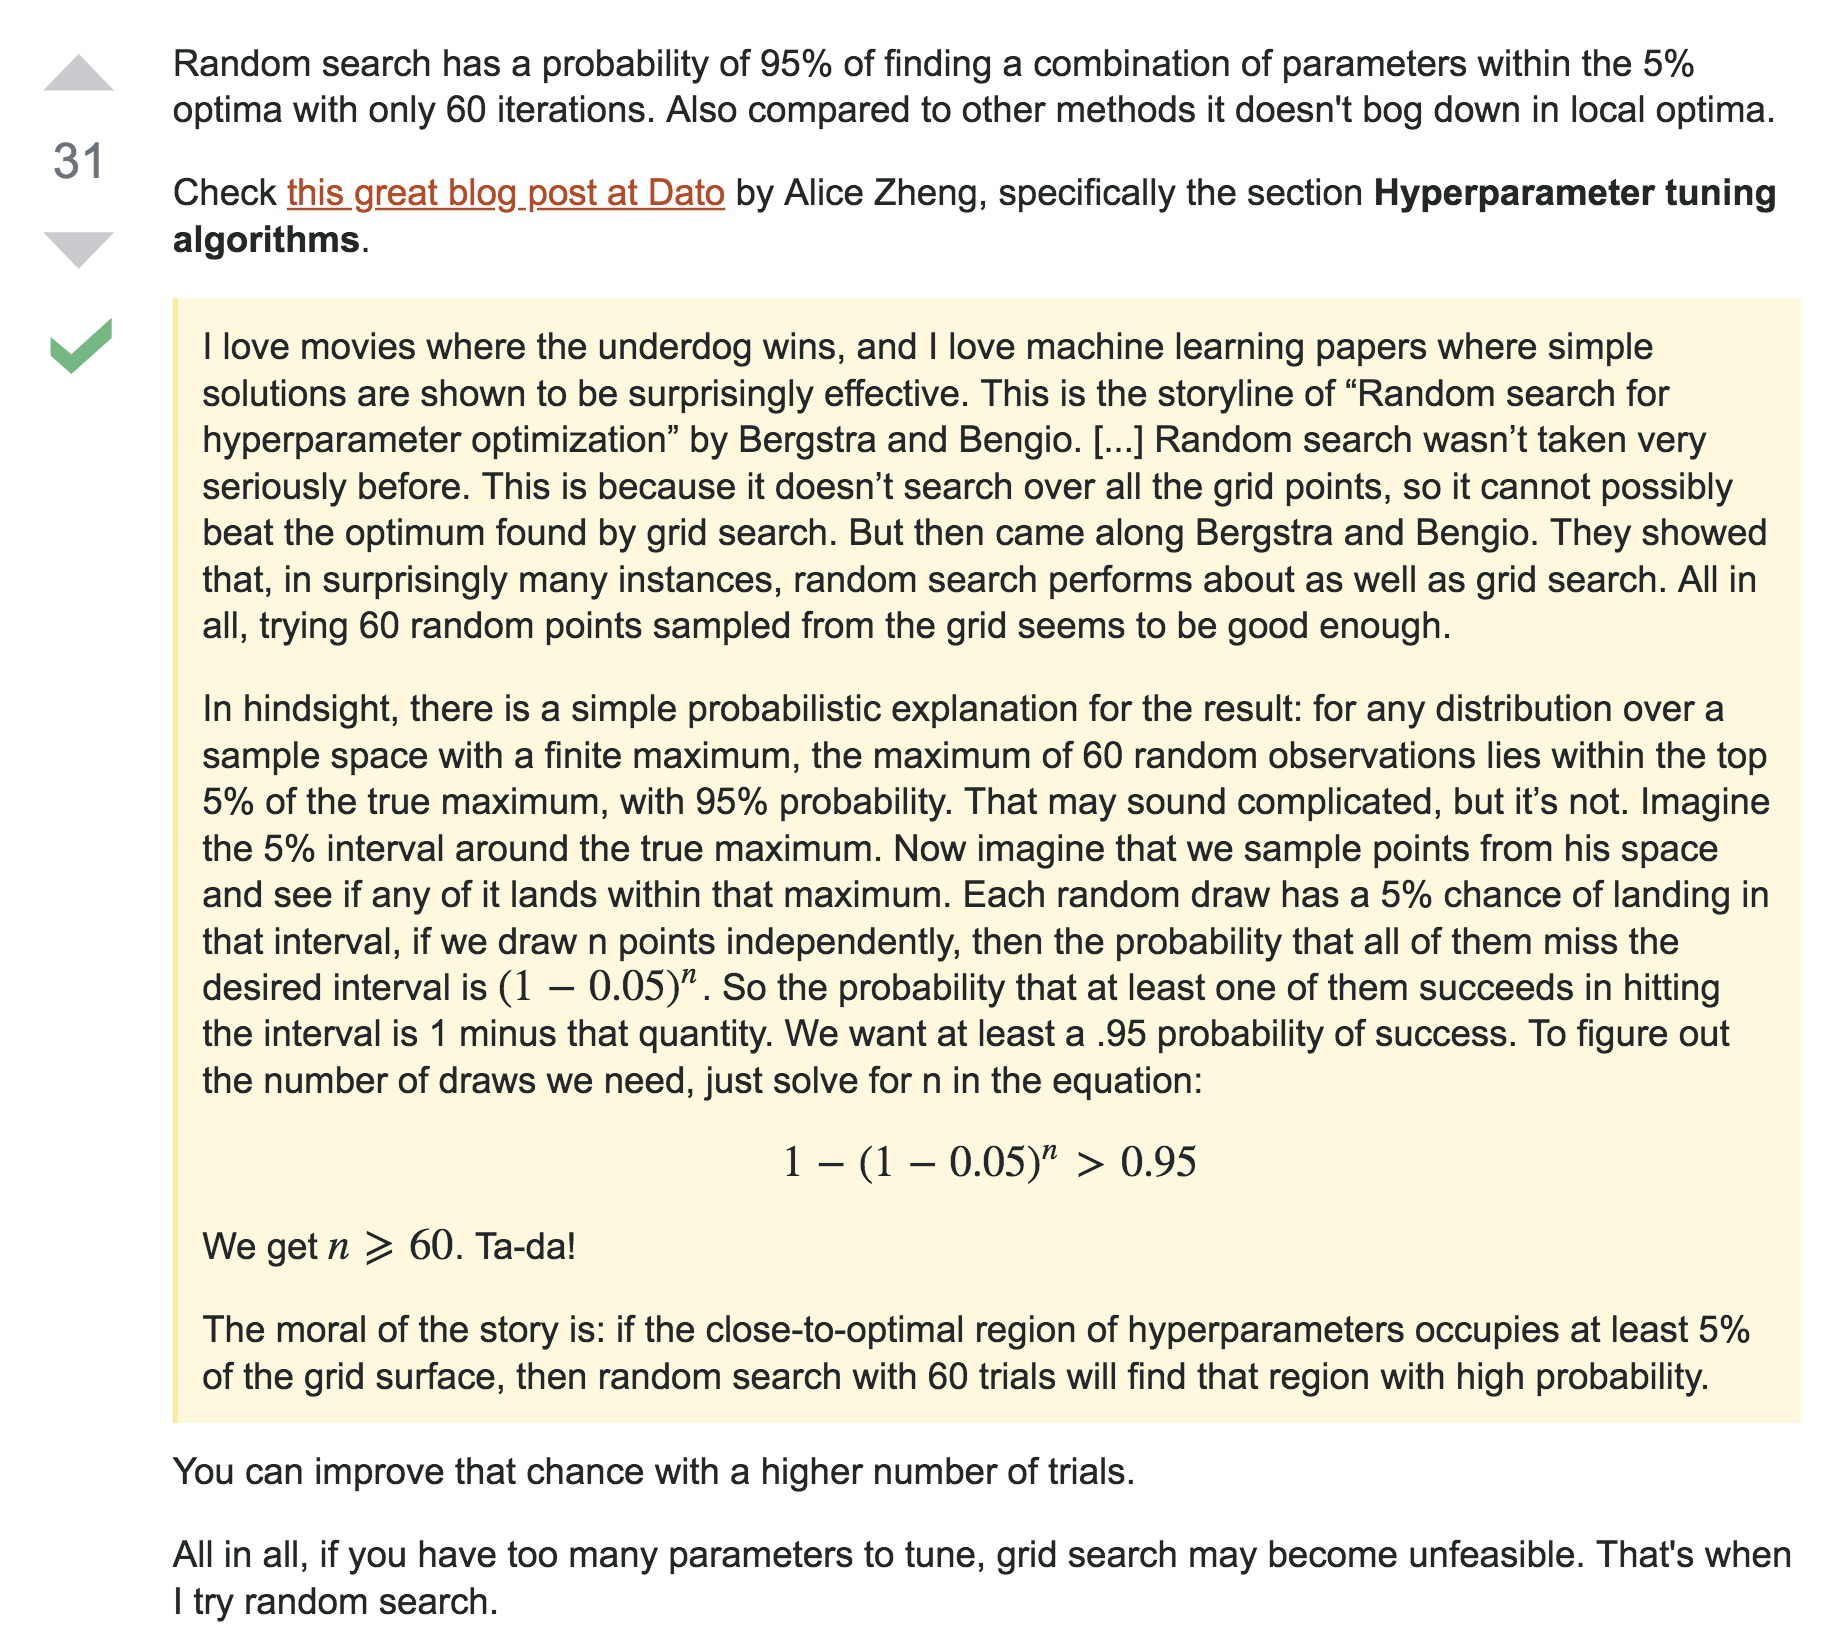 Random search has a probability of 95% of finding a combination of parameters within the 5%
optima with only 60 iterations. Also compared to other methods it doesn't bog down in local optima.
31
Check this great blog post at Dato by Alice Zheng, specifically the section Hyperparameter tuning
algorithms.
I love movies where the underdog wins, and I love machine learning papers where simple
solutions are shown to be surprisingly effective. This is the storyline of “Random search for
hyperparameter optimization” by Bergstra and Bengio. [...] Random search wasn’t taken very
seriously before. This is because it doesn’t search over all the grid points, so it cannot possibly
beat the optimum found by grid search. But then came along Bergstra and Bengio. They showed
that, in surprisingly many instances, random search performs about as well as grid search. All in
all, trying 60 random points sampled from the grid seems to be good enough.
In hindsight, there is a simple probabilistic explanation for the result: for any distribution over a
sample space with a finite maximum, the maximum of 60 random observations lies within the top
5% of the true maximum, with 95% probability. That may sound complicated, but it’s not. Imagine
the 5% interval around the true maximum. Now imagine that we sample points from his space
and see if any of it lands within that maximum. Each random draw has a 5% chance of landing in
that interval, if we draw n points independently, then the probability that all of them miss the
desired interval is (1 − 0.05)ⁿ. So the probability that at least one of them succeeds in hitting
the interval is 1 minus that quantity. We want at least a .95 probability of success. To figure out
the number of draws we need, just solve for n in the equation:
1 − (1 − 0.05)ⁿ > 0.95
We get n ⩾ 60. Ta-da!
The moral of the story is: if the close-to-optimal region of hyperparameters occupies at least 5%
of the grid surface, then random search with 60 trials will find that region with high probability.
You can improve that chance with a higher number of trials.
All in all, if you have too many parameters to tune, grid search may become unfeasible. That's when
I try random search.